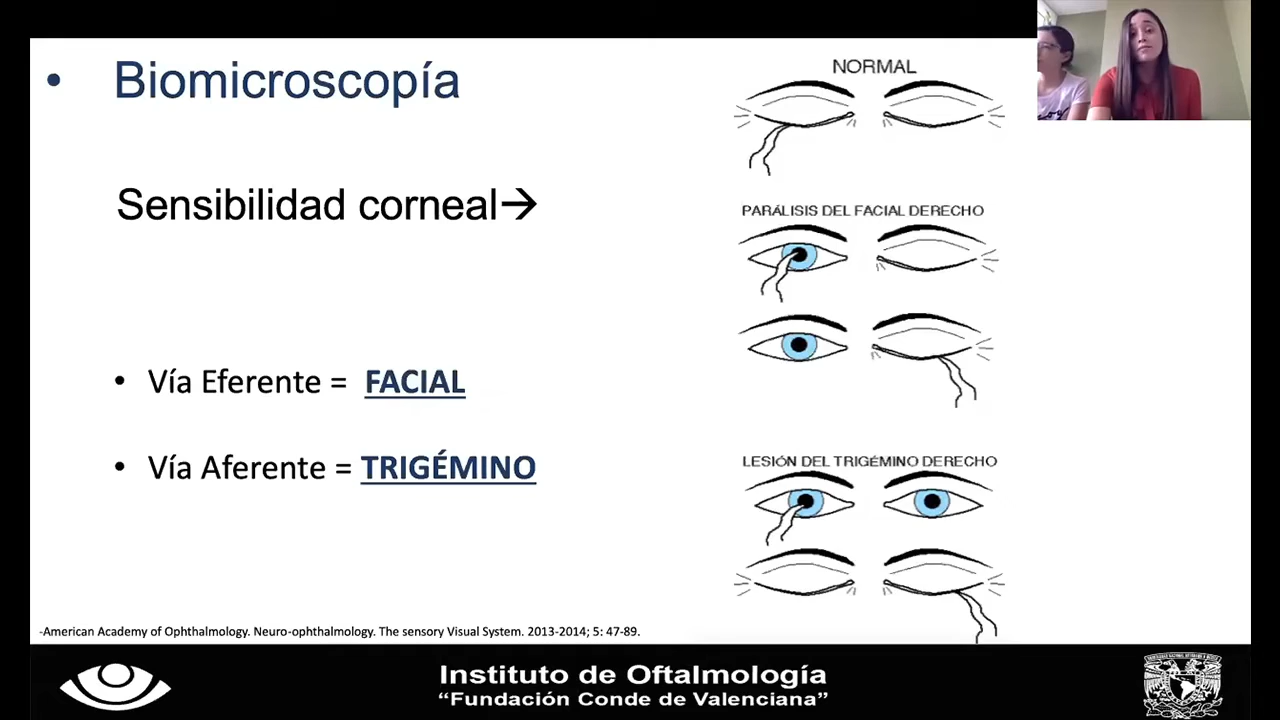 • Biomicroscopía
Sensibilidad corneal→
• Vía Eferente = FACIAL
• Vía Aferente = TRIGÉMINO
NORMAL
PARÁLISIS DEL FACIAL DERECHO
LESIÓN DEL TRIGÉMINO DERECHO
-American Academy of Ophthalmology. Neuro-ophthalmology. The sensory Visual System. 2013-2014; 5: 47-89.
Instituto de Oftalmología
“Fundación Conde de Valenciana”